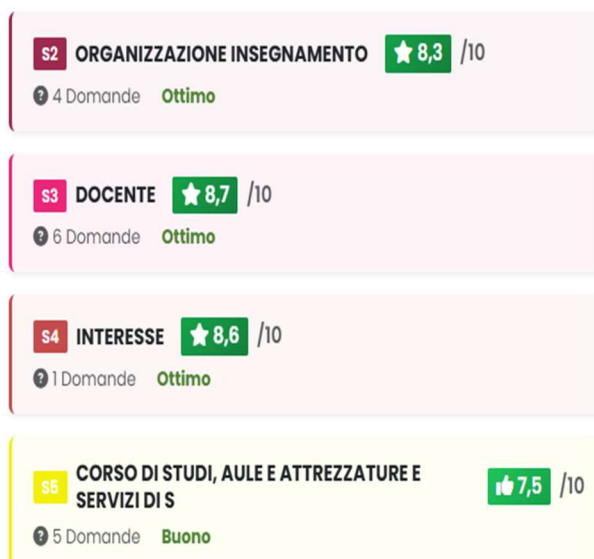 S2 ORGANIZZAZIONE INSEGNAMENTO 8,3 /10
? 4 Domande Ottimo
S3 DOCENTE 8,7 /10
? 6 Domande Ottimo
S4 INTERESSE 8,6 /10
? 1 Domande Ottimo
S5 CORSO DI STUDI, AULE E ATTREZZATURE E 7,5 /10
SERVIZI DI S
? 5 Domande Buono